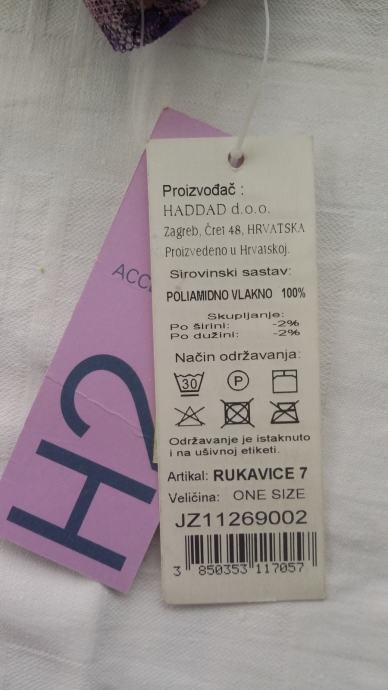 Proizvođač :
HADDAD d.o.o.
Zagreb, Čret 48, HRVATSKA
Proizvedeno u Hrvatskoj.
Sirovinski sastav:
POLIAMIDNO VLAKNO 100%
Skupljanje:
Po širini: -2%
Po dužini: -2%
Način održavanja:
30 P
Održavanje je istaknuto
i na ušivnoj etiketi.
Artikal: RUKAVICE 7
Veličina: ONE SIZE
JZ11269002
3 850353 117057
H2